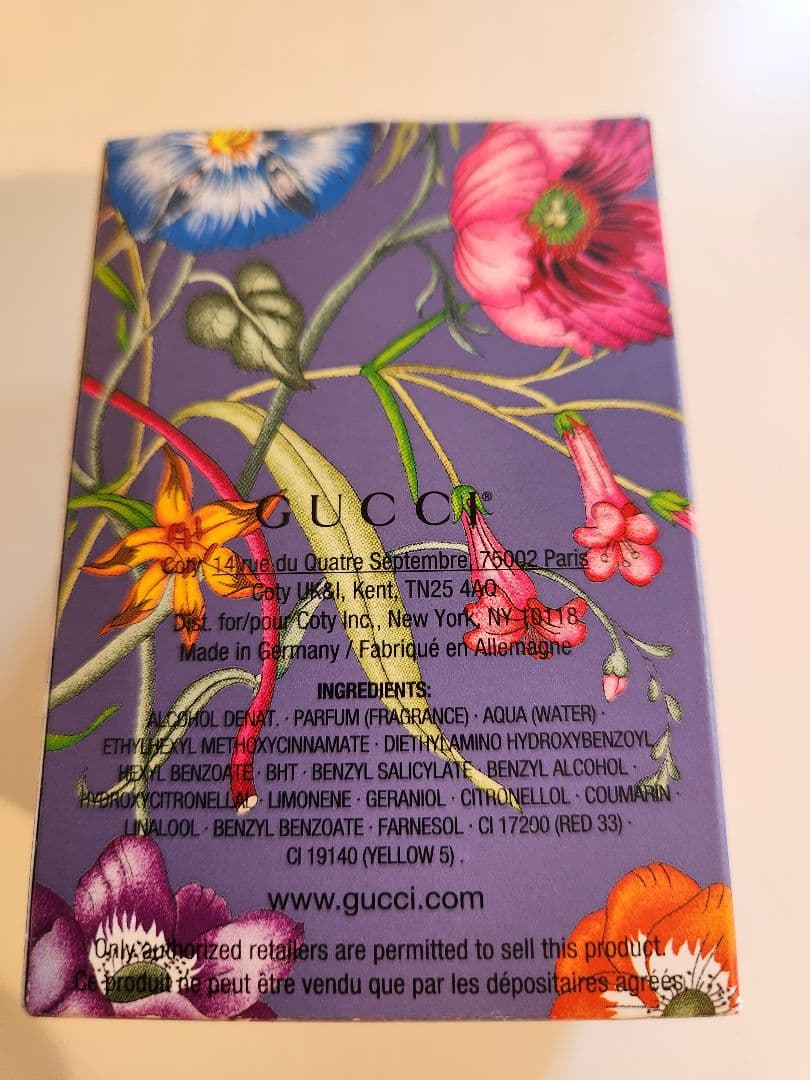 GUCCI®
Coty 14 rue du Quatre Septembre, 75002 Paris
Coty UK&I, Kent, TN25 4AQ
Dist. for/pour Coty Inc., New York, NY 10118
Made in Germany / Fabriqué en Allemagne
INGREDIENTS:
ALCOHOL DENAT. · PARFUM (FRAGRANCE) · AQUA (WATER) ·
ETHYLHEXYL METHOXYCINNAMATE · DIETHYLAMINO HYDROXYBENZOYL
HEXYL BENZOATE · BHT · BENZYL SALICYLATE · BENZYL ALCOHOL ·
HYDROXYCITRONELLAL · LIMONENE · GERANIOL · CITRONELLOL · COUMARIN ·
LINALOOL · BENZYL BENZOATE · FARNESOL · CI 17200 (RED 33) ·
CI 19140 (YELLOW 5) .
www.gucci.com
Only authorized retailers are permitted to sell this product.
Ce produit ne peut être vendu que par les dépositaires agréés.